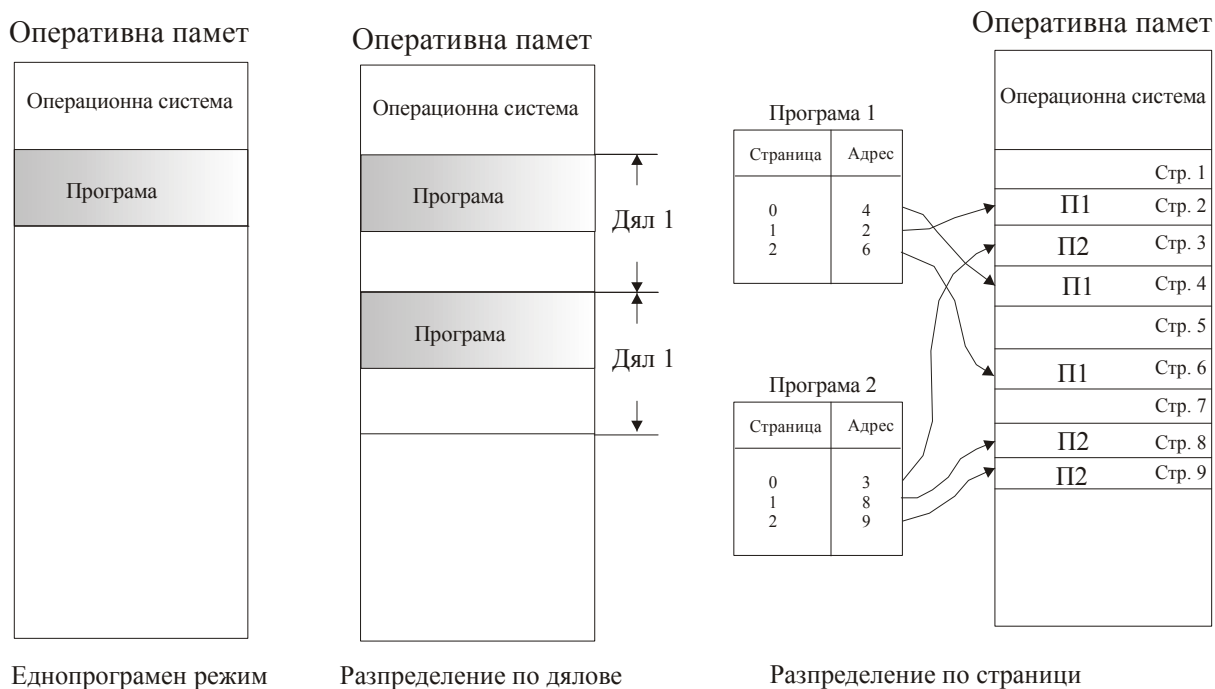 Оперативна памет
Операционна система
Програма
Еднопрограмен режим
Оперативна памет
Операционна система
Програма
Дял 1
Програма
Дял 1
Разпределение по дялове
Програма 1
Страница Адрес
0 4
1 2
2 6
Програма 2
Страница Адрес
0 3
1 8
2 9
Оперативна памет
Операционна система
Стр. 1
П1 Стр. 2
П2 Стр. 3
П1 Стр. 4
Стр. 5
П1 Стр. 6
Стр. 7
П2 Стр. 8
П2 Стр. 9
Разпределение по страници